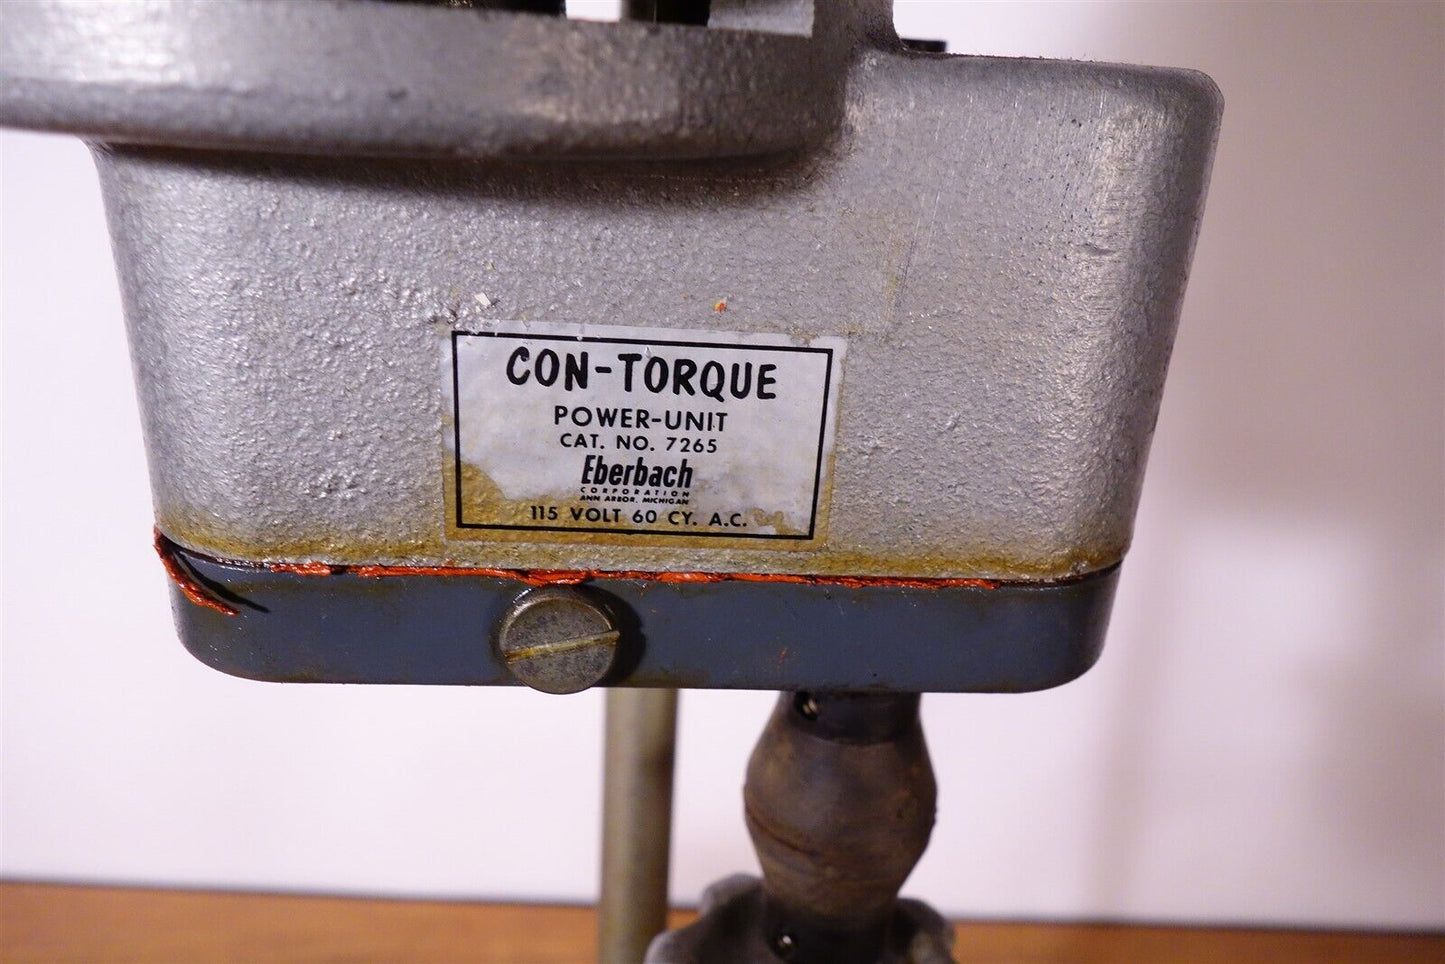 CON-TORQUE
POWER-UNIT
CAT. NO. 7265
Eberbach
CORPORATION
ANN ARBOR, MICHIGAN
115 VOLT 60 CY. A.C.